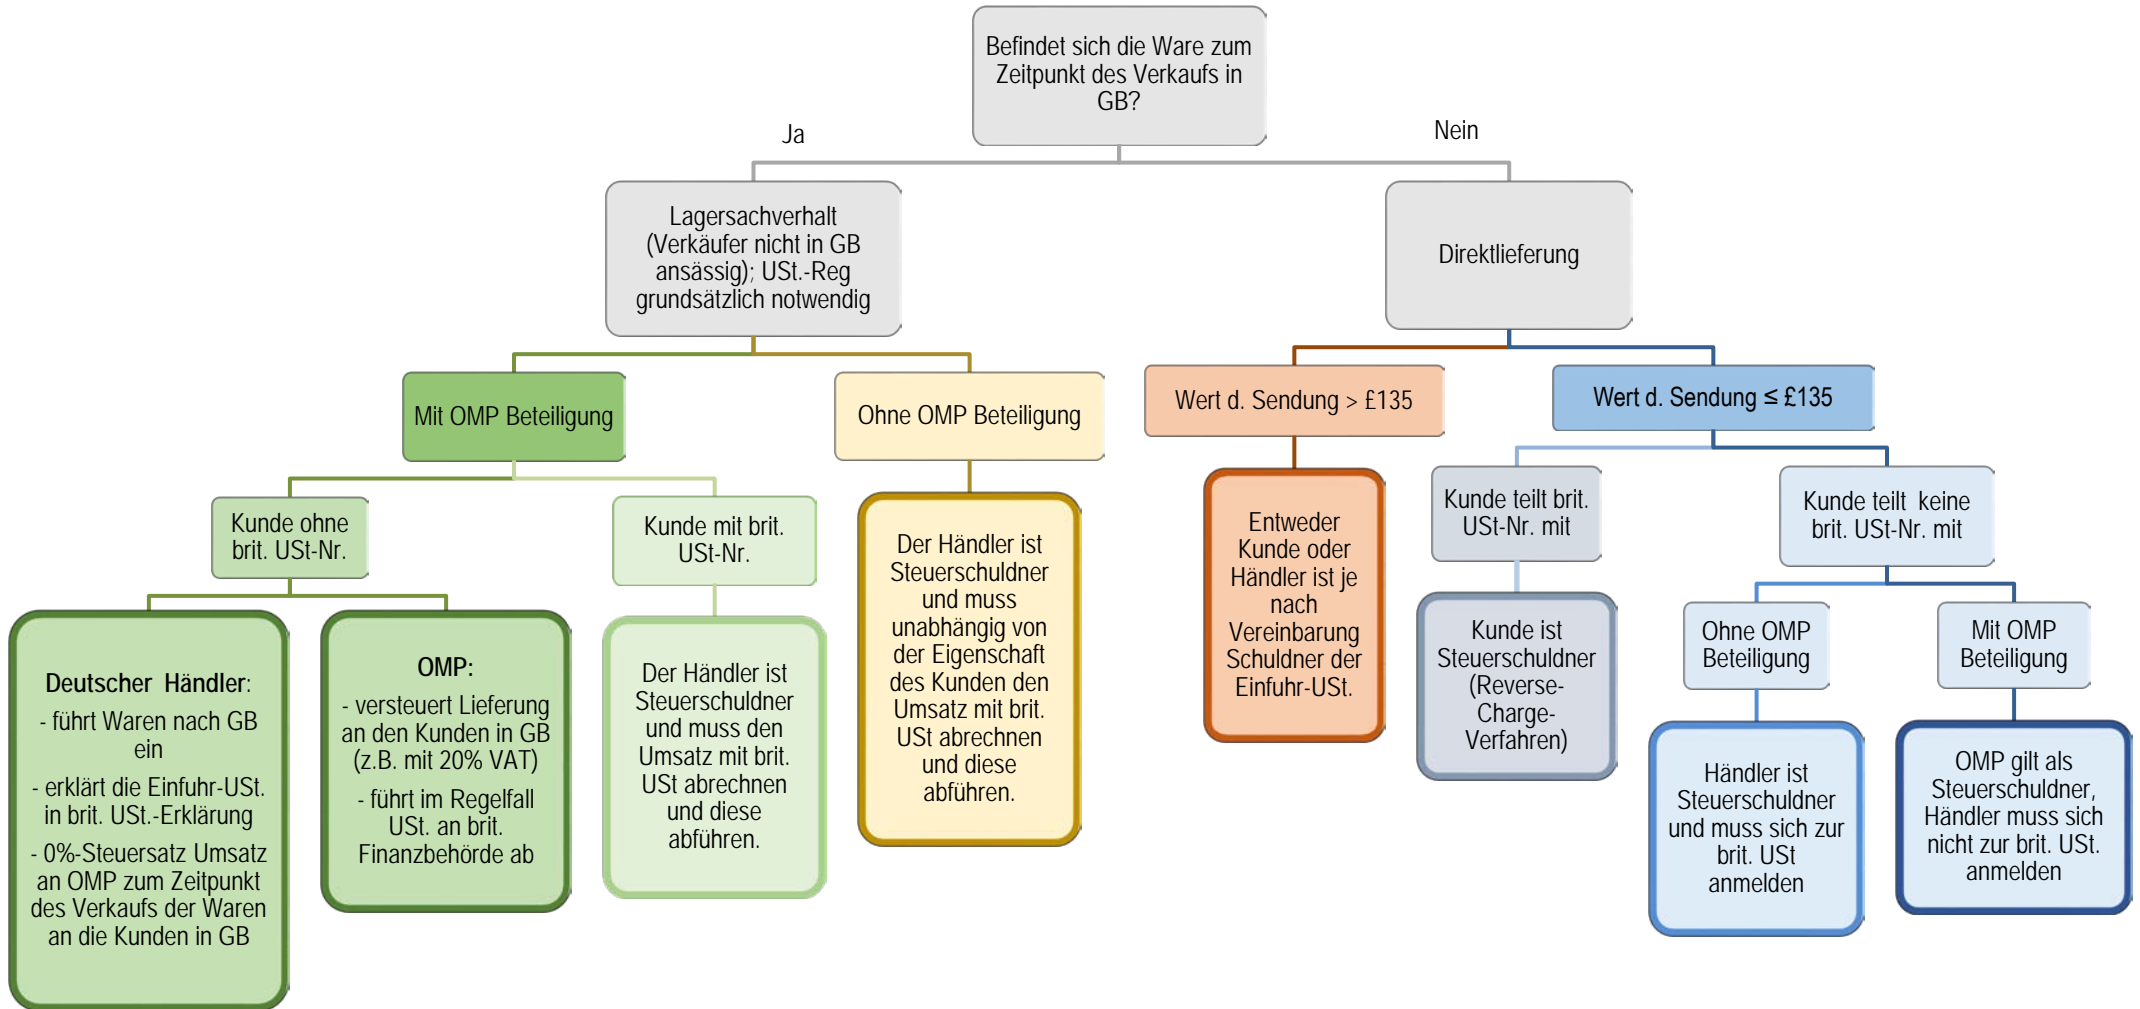 Befindet sich die Ware zum
Zeitpunkt des Verkaufs in
GB?
Ja
Nein
Lagersachverhalt
(Verkäufer nicht in GB
ansässig); USt.-Reg
grundsätzlich notwendig
Direktlieferung
Mit OMP Beteiligung
Ohne OMP Beteiligung
Wert d. Sendung > £135
Wert d. Sendung ≤ £135
Kunde ohne
brit. USt-Nr.
Kunde mit brit.
USt-Nr.
Kunde teilt brit.
USt-Nr. mit
Kunde teilt keine
brit. USt-Nr. mit
Deutscher Händler:
- führt Waren nach GB
ein
- erklärt die Einfuhr-USt.
in brit. USt.-Erklärung
- 0%-Steuersatz Umsatz
an OMP zum Zeitpunkt
des Verkaufs der Waren
an die Kunden in GB
OMP:
- versteuert Lieferung
an den Kunden in GB
(z.B. mit 20% VAT)
- führt im Regelfall
USt. an brit.
Finanzbehörde ab
Der Händler ist
Steuerschuldner
und muss den
Umsatz mit brit.
USt abrechnen
und diese
abführen.
Der Händler ist
Steuerschuldner
und muss
unabhängig von
der Eigenschaft
des Kunden den
Umsatz mit brit.
USt abrechnen
und diese
abführen.
Entweder
Kunde oder
Händler ist je
nach
Vereinbarung
Schuldner der
Einfuhr-USt.
Kunde ist
Steuerschuldner
(Reverse-
Charge-
Verfahren)
Ohne OMP
Beteiligung
Mit OMP
Beteiligung
Händler ist
Steuerschuldner
und muss sich zur
brit. USt
anmelden
OMP gilt als
Steuerschuldner,
Händler muss sich
nicht zur brit. USt.
anmelden